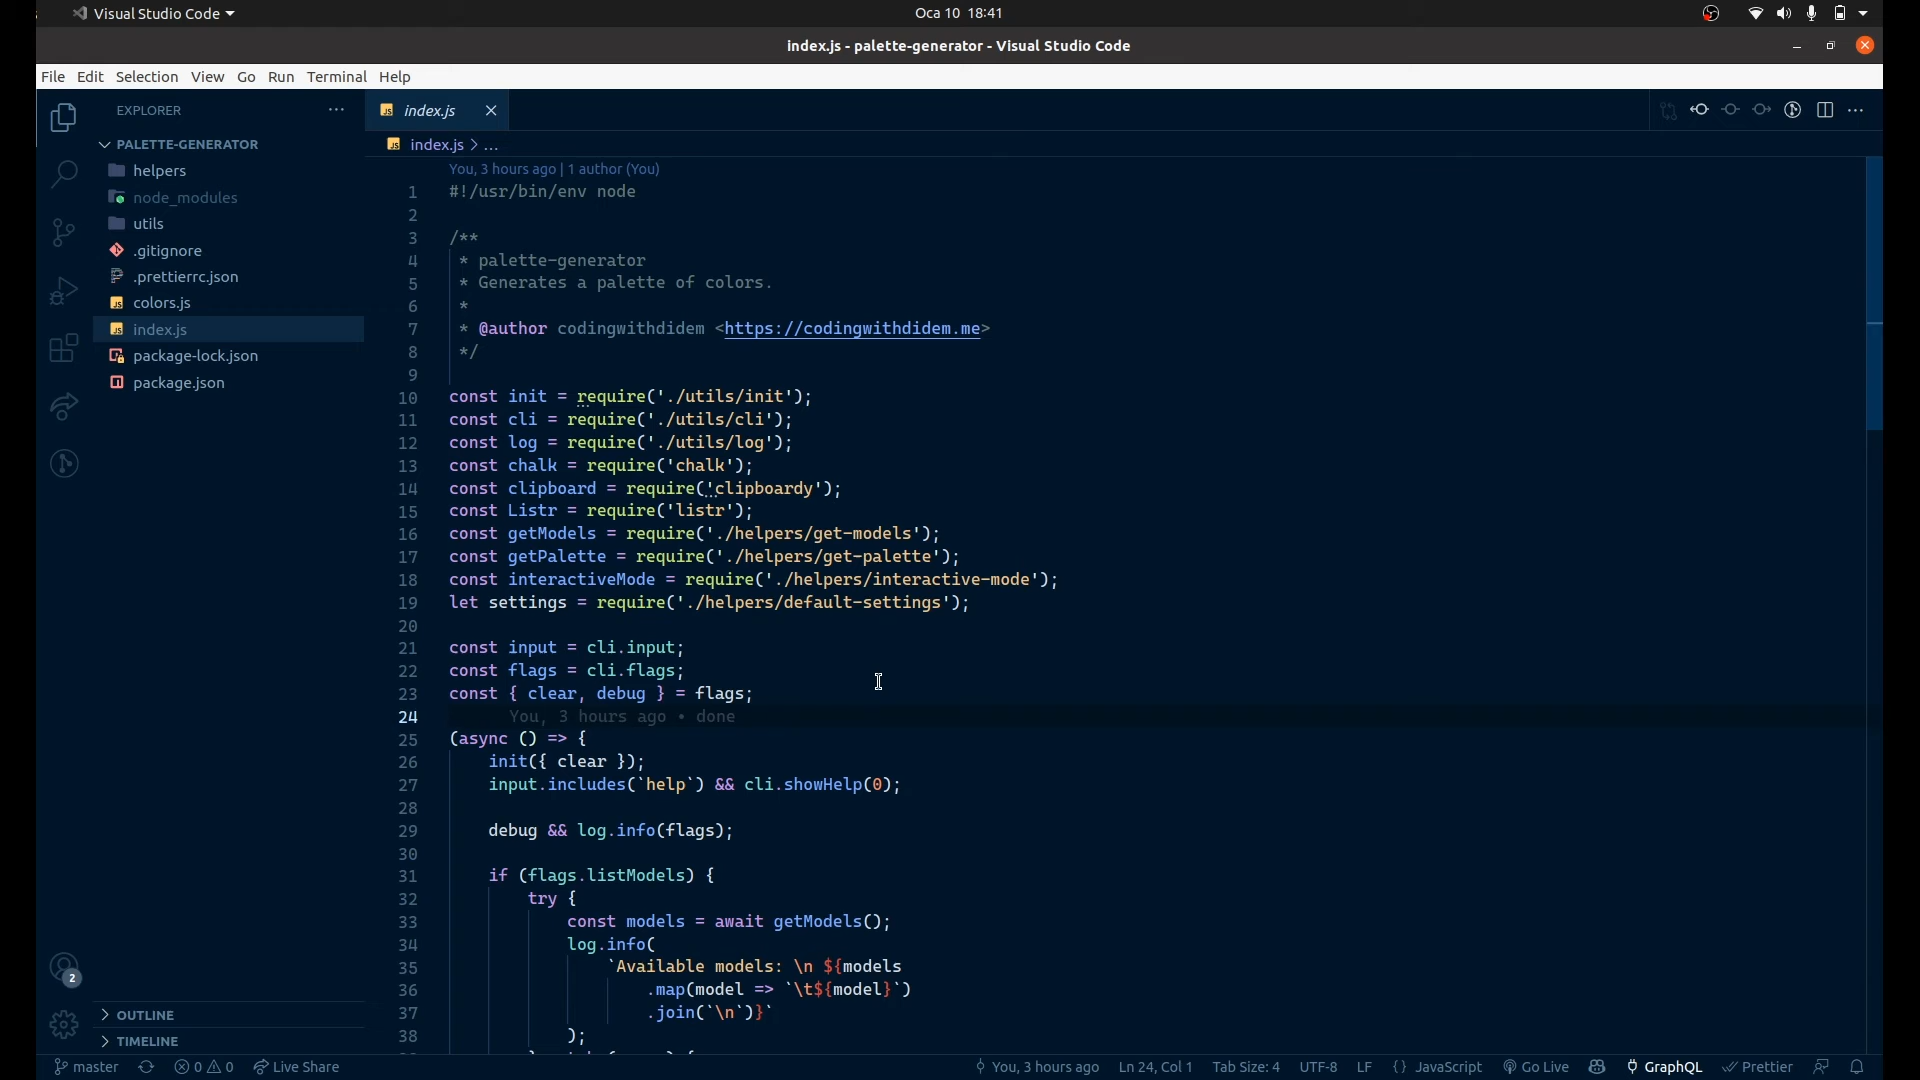 Visual Studio Code
Oca 10 18:41
index.js - palette-generator - Visual Studio Code
File Edit Selection View Go Run Terminal Help
EXPLORER
index.js
PALETTE-GENERATOR
helpers
node_modules
utils
.gitignore
.prettierrc.json
colors.js
index.js
package-lock.json
package.json
OUTLINE
TIMELINE
2
index.js > ...
You, 3 hours ago | 1 author (You)
1 #!/usr/bin/env node
2
3 /**
4 * palette-generator
5 * Generates a palette of colors.
6 *
7 * @author codingwithdidem <https://codingwithdidem.me>
8 */
9
10 const init = require('./utils/init');
11 const cli = require('./utils/cli');
12 const log = require('./utils/log');
13 const chalk = require('chalk');
14 const clipboard = require('clipboardy');
15 const Listr = require('listr');
16 const getModels = require('./helpers/get-models');
17 const getPalette = require('./helpers/get-palette');
18 const interactiveMode = require('./helpers/interactive-mode');
19 let settings = require('./helpers/default-settings');
20
21 const input = cli.input;
22 const flags = cli.flags;
23 const { clear, debug } = flags;
24 You, 3 hours ago • done
25 (async () => {
26 init({ clear });
27 input.includes(`help`) && cli.showHelp(0);
28
29 debug && log.info(flags);
30
31 if (flags.listModels) {
32 try {
33 const models = await getModels();
34 log.info(
35 `Available models: \n ${models
36 .map(model => `\t${model}`)
37 .join(`\n`)}`
38 );
master 0 0 Live Share You, 3 hours ago Ln 24, Col 1 Tab Size: 4 UTF-8 LF {} JavaScript Go Live GraphQL Prettier